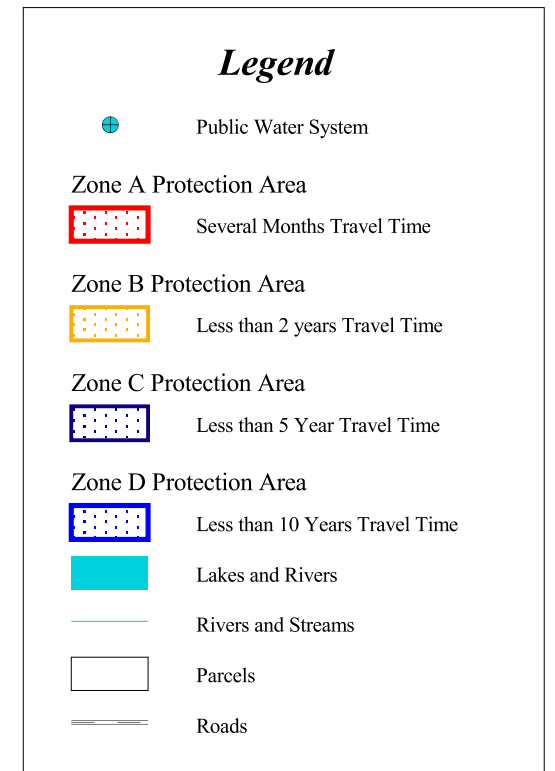 Legend
Public Water System
Zone A Protection Area
Several Months Travel Time
Zone B Protection Area
Less than 2 years Travel Time
Zone C Protection Area
Less than 5 Year Travel Time
Zone D Protection Area
Less than 10 Years Travel Time
Lakes and Rivers
Rivers and Streams
Parcels
Roads